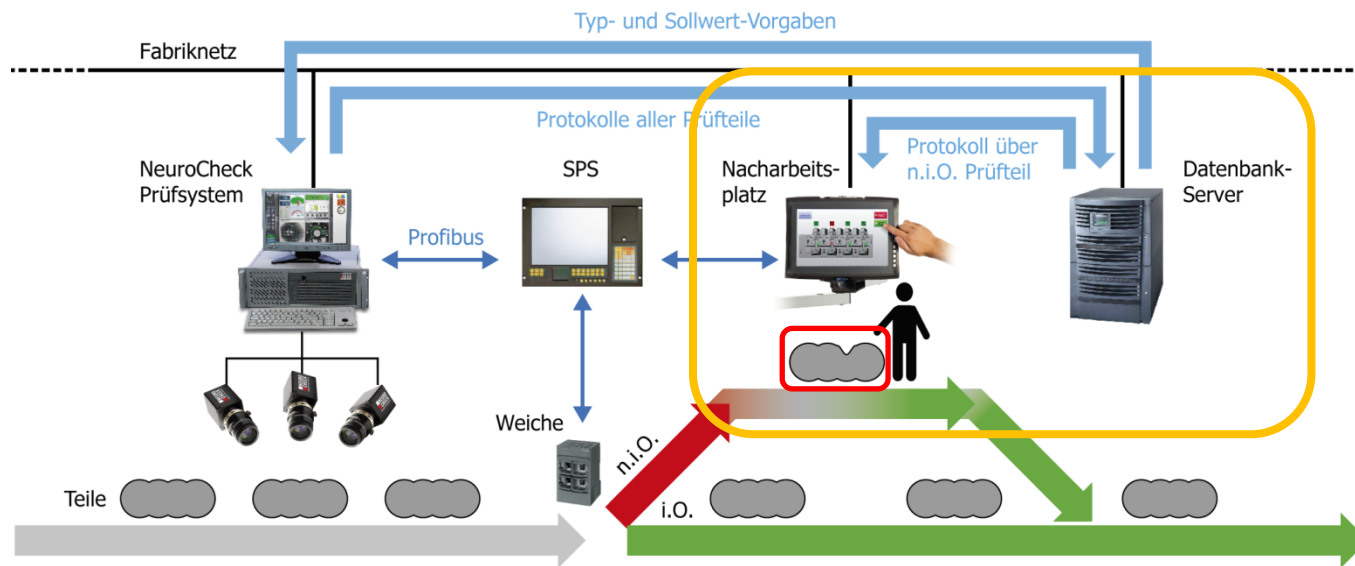 Typ- und Sollwert-Vorgaben
Fabriknetz
Protokolle aller Prüfteile
Protokoll über
n.i.O. Prüfteil
NeuroCheck
Prüfsystem
SPS
Nacharbeits-
platz
Datenbank-
Server
Profibus
Weiche
n.i.O.
Teile
i.O.